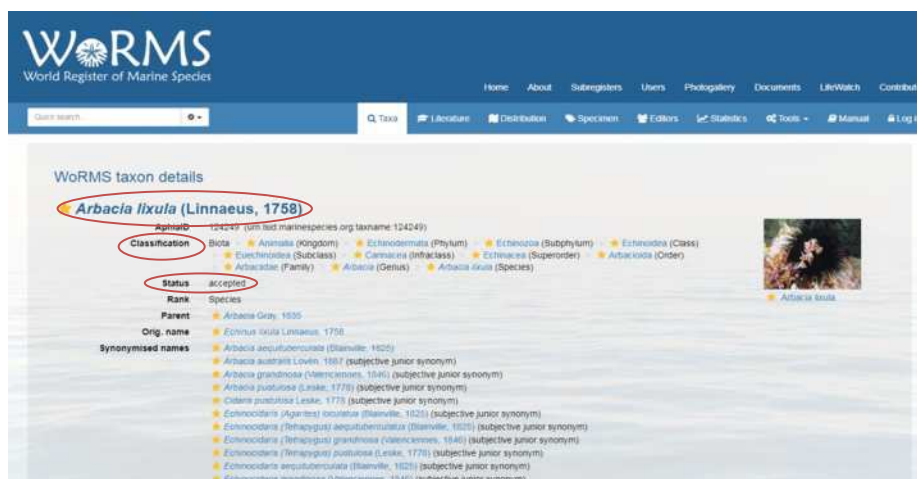 WoRMS
World Register of Marine Species
Home About Subregisters Users Photogallery Documents LifeWatch Contribut
Quick search
Taxa Literature Distribution Specimen Editors Statistics Tools Manual Log i
WoRMS taxon details
Arbacia lixula (Linnaeus, 1758)
AphiaID 124249 (urn:lsid:marinespecies.org:taxname:124249)
Classification Biota Animalia (Kingdom) Echinodermata (Phylum) Echinozoa (Subphylum) Echinoidea (Class)
Euechinoidea (Subclass) Carinacea (Infraclass) Echinacea (Superorder) Arbacioida (Order)
Arbaciidae (Family) Arbacia (Genus) Arbacia lixula (Species)
Status accepted
Rank Species
Parent Arbacia Gray, 1835
Orig. name Echinus lixula Linnaeus, 1758
Synonymised names Arbacia aequituberculata (Blainville, 1825)
Arbacia australis Lovén, 1887 (subjective junior synonym)
Arbacia grandinosa (Valenciennes, 1846) (subjective junior synonym)
Arbacia pustulosa (Leske, 1778) (subjective junior synonym)
Cidaris pustulosa Leske, 1778 (subjective junior synonym)
Echinocidaris (Agarites) loculatus (Blainville, 1825) (subjective junior synonym)
Echinocidaris (Tetrapygus) aequituberculatus (Blainville, 1825) (subjective junior synonym)
Echinocidaris (Tetrapygus) grandinosa (Valenciennes, 1846) (subjective junior synonym)
Echinocidaris (Tetrapygus) pustulosa (Leske, 1778) (subjective junior synonym)
Echinocidaris aequituberculata (Blainville, 1825) (subjective junior synonym)
Arbacia lixula